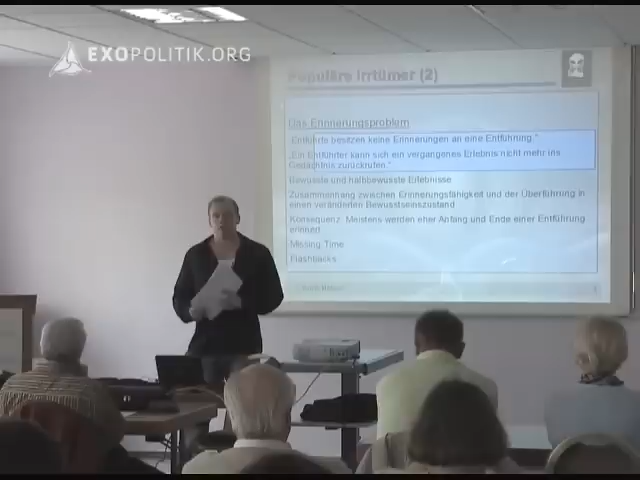 EXOPOLITIK.ORG
Populäre Irrtümer (2)
Das Erinnerungsproblem
"Entführte besitzen keine Erinnerungen an eine Entführung."
"Ein Entführter kann sich ein vergangenes Erlebnis nicht mehr ins
Gedächtnis zurückrufen."
Bewusste und halbbewusste Erlebnisse
Zusammenhang zwischen Erinnerungsfähigkeit und der Überführung in
einen veränderten Bewusstseinszustand
Konsequenz: Meistens werden eher Anfang und Ende einer Entführung
erinnert
Missing Time
Flashbacks